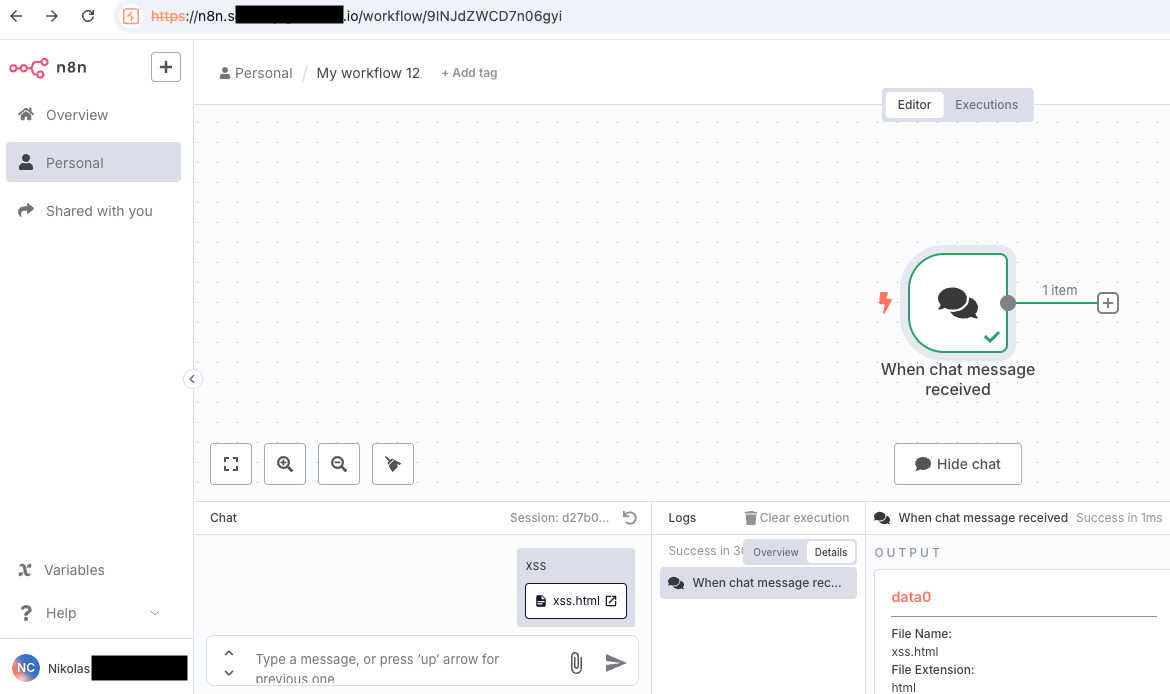 https://n8n.s .io/workflow/9INJdZWCD7n06gyi
n8n
Personal / My workflow 12 + Add tag
Editor Executions
Overview
Personal
Shared with you
1 item
When chat message
received
Hide chat
Chat Session: d27b0...
Logs Clear execution
When chat message received Success in 1ms
Success in 30 Overview Details
OUTPUT
xss
xss.html
When chat message rec...
data0
File Name:
xss.html
File Extension:
html
Variables
Help
NC Nikolas
Type a message, or press ‘up’ arrow for
previous one